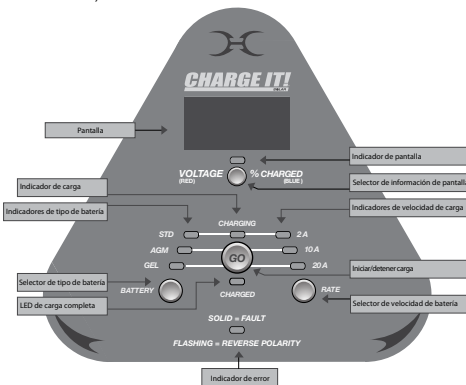 CHARGE IT!
Pantalla
Indicador de pantalla
VOLTAGE % CHARGED
(RED) (BLUE)
Selector de información de pantalla
Indicador de carga
Indicadores de tipo de batería
Indicadores de velocidad de carga
CHARGING
STD 2 A
AGM GO 10 A
GEL 20 A
Iniciar/detener carga
Selector de tipo de batería
BATTERY RATE
LED de carga completa
CHARGED
Selector de velocidad de batería
SOLID = FAULT
FLASHING = REVERSE POLARITY
Indicador de error